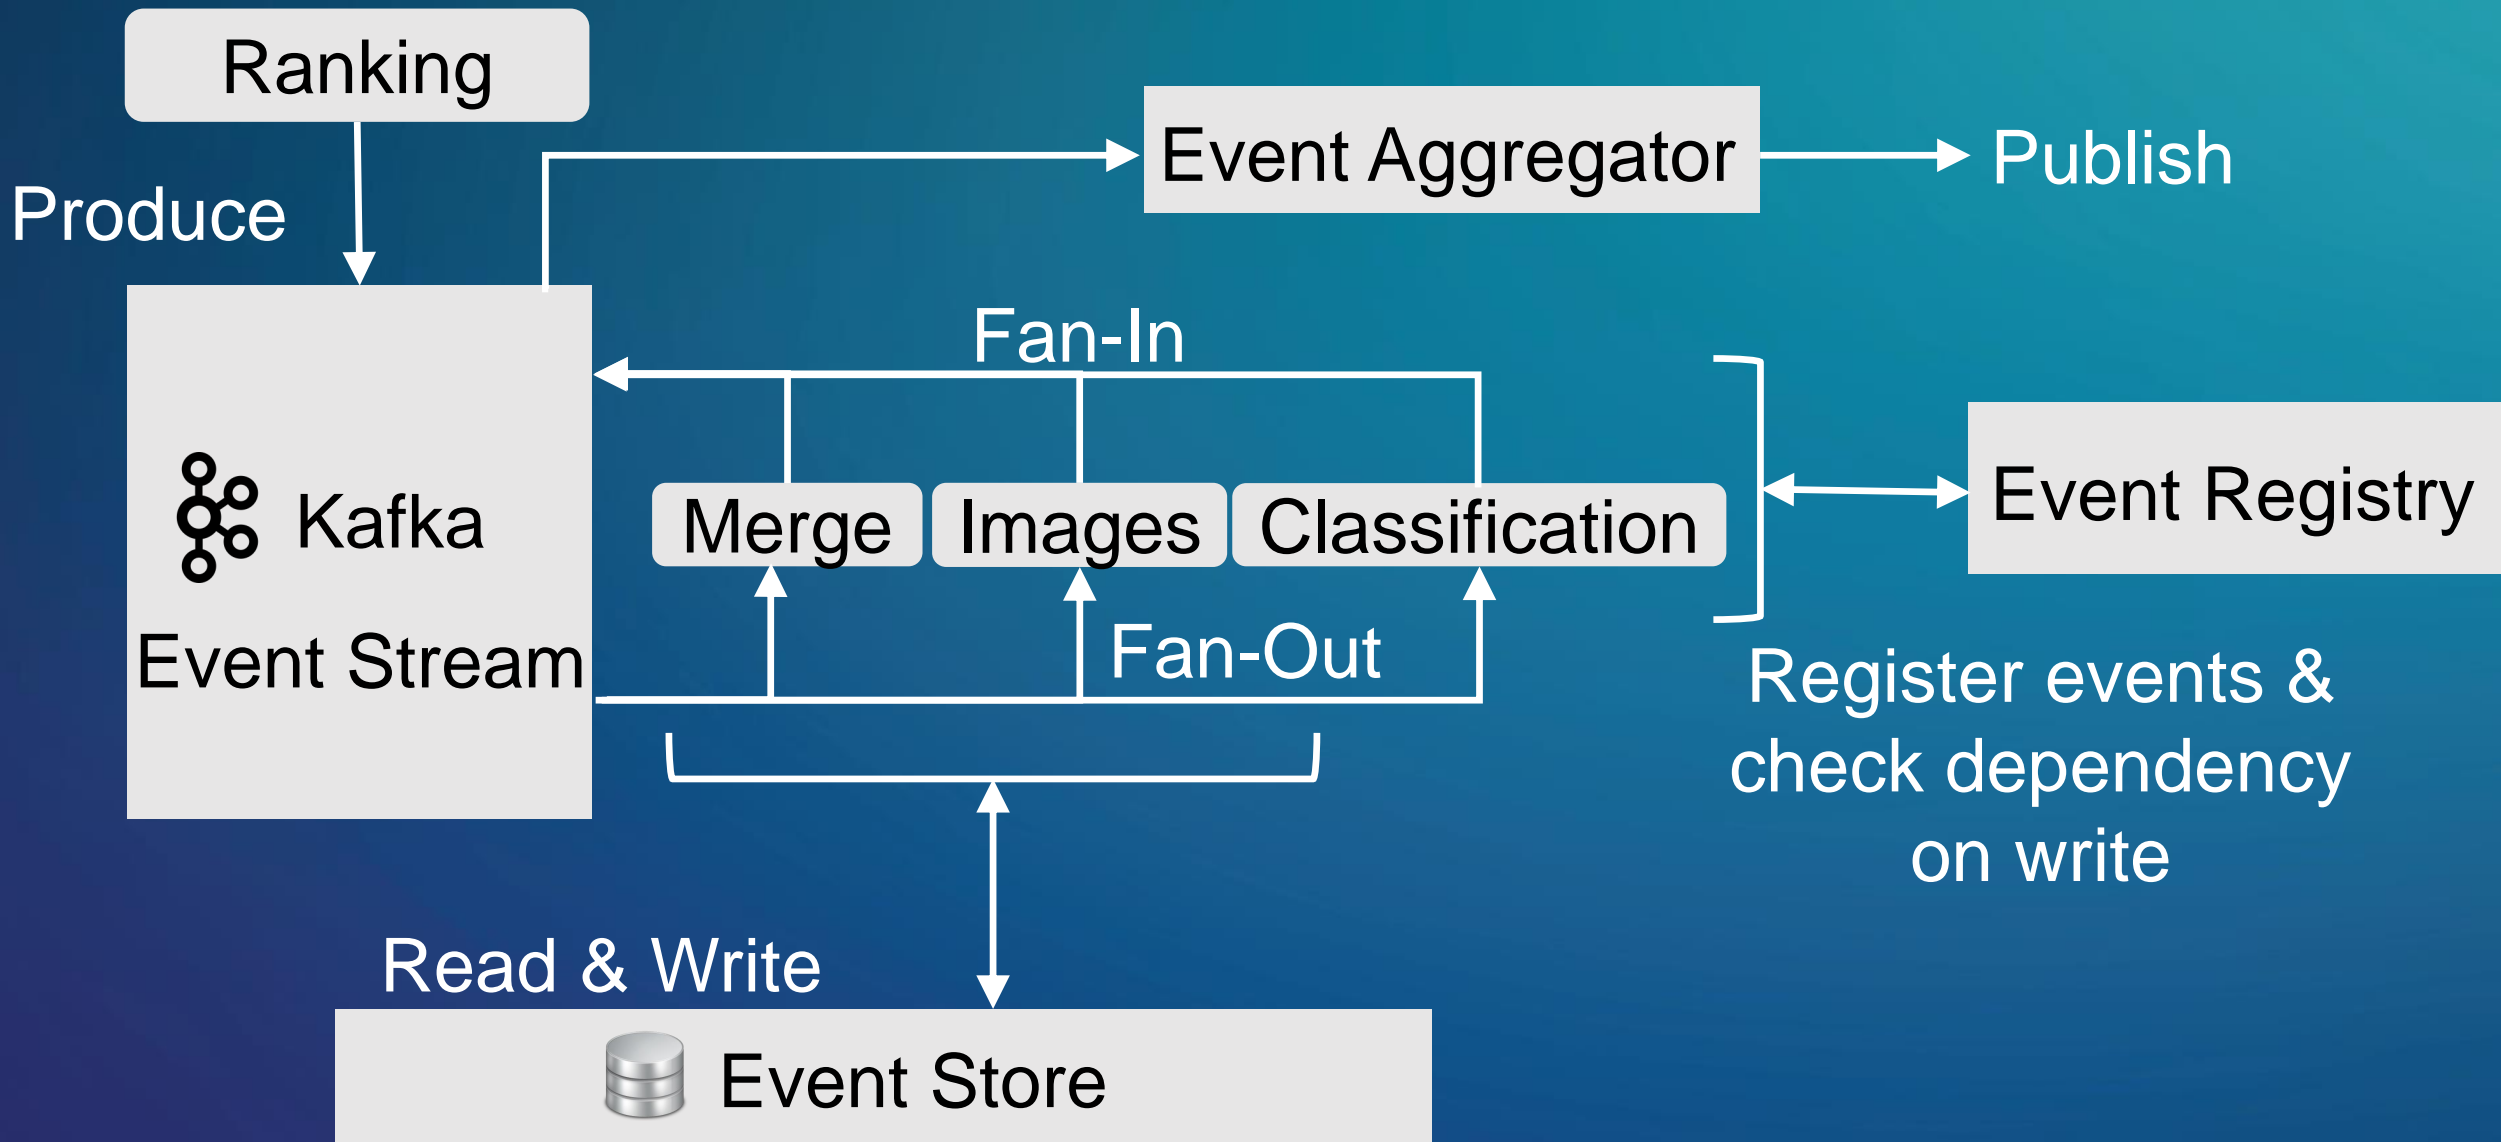 Ranking
Produce
Event Aggregator
Publish
Fan-In
Kafka
Event Stream
Merge
Images
Classification
Fan-Out
Event Registry
Register events &
check dependency
on write
Read & Write
Event Store